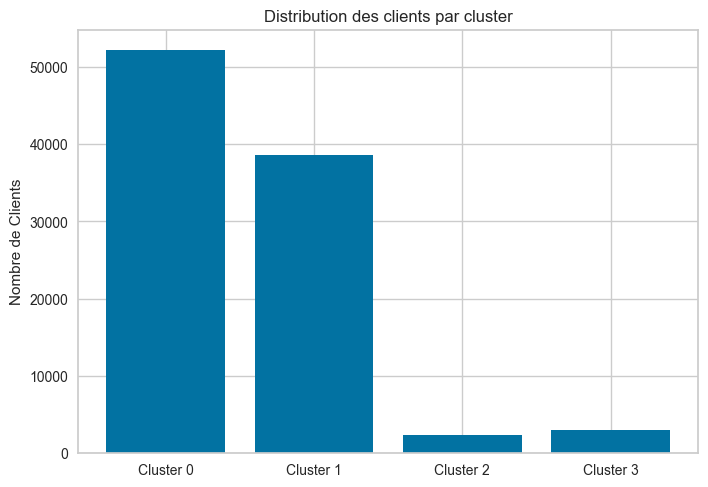 Distribution des clients par cluster
Nombre de Clients
50000
40000
30000
20000
10000
0
Cluster 0
Cluster 1
Cluster 2
Cluster 3